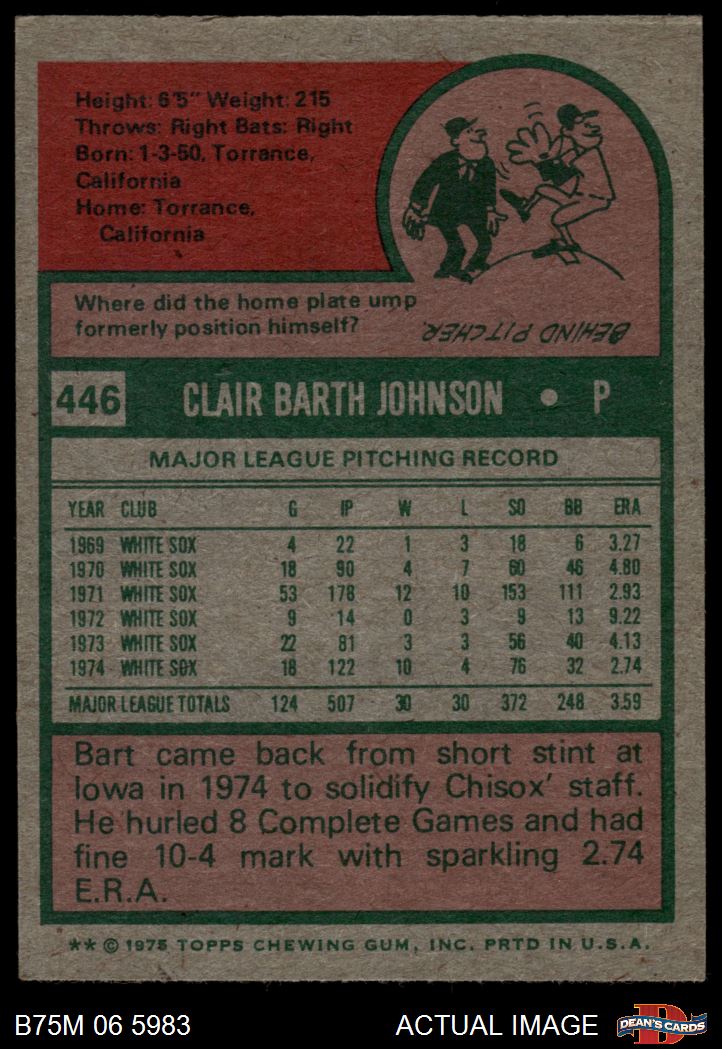 Height: 6'5" Weight: 215
Throws: Right Bats: Right
Born: 1-3-50, Torrance,
California
Home: Torrance,
California
Where did the home plate ump
formerly position himself?
BEHIND PITCHER.
446 CLAIR BARTH JOHNSON • P
MAJOR LEAGUE PITCHING RECORD
YEAR CLUB G IP W L SO BB ERA
1969 WHITE SOX 4 22 1 3 18 6 3.27
1970 WHITE SOX 18 90 4 7 60 46 4.80
1971 WHITE SOX 53 178 12 10 153 111 2.93
1972 WHITE SOX 9 14 0 3 9 13 9.22
1973 WHITE SOX 22 81 3 3 56 40 4.13
1974 WHITE SOX 18 122 10 4 76 32 2.74
MAJOR LEAGUE TOTALS 124 507 30 30 372 248 3.59
Bart came back from short stint at
Iowa in 1974 to solidify Chisox' staff.
He hurled 8 Complete Games and had
fine 10-4 mark with sparkling 2.74
E.R.A.
** © 1975 TOPPS CHEWING GUM, INC. PRTD IN U.S.A.
B75M 06 5983 ACTUAL IMAGE D DEAN'S CARDS